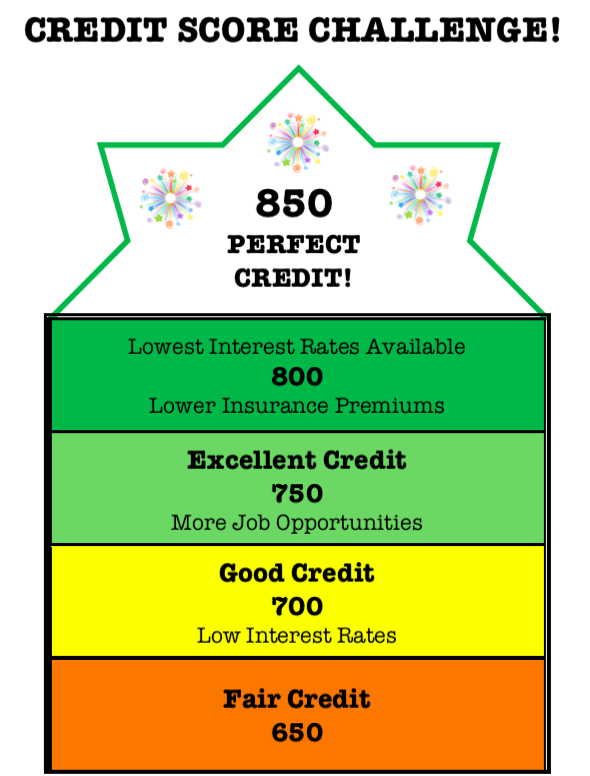 CREDIT SCORE CHALLENGE!
850
PERFECT
CREDIT!
Lowest Interest Rates Available
800
Lower Insurance Premiums
Excellent Credit
750
More Job Opportunities
Good Credit
700
Low Interest Rates
Fair Credit
650